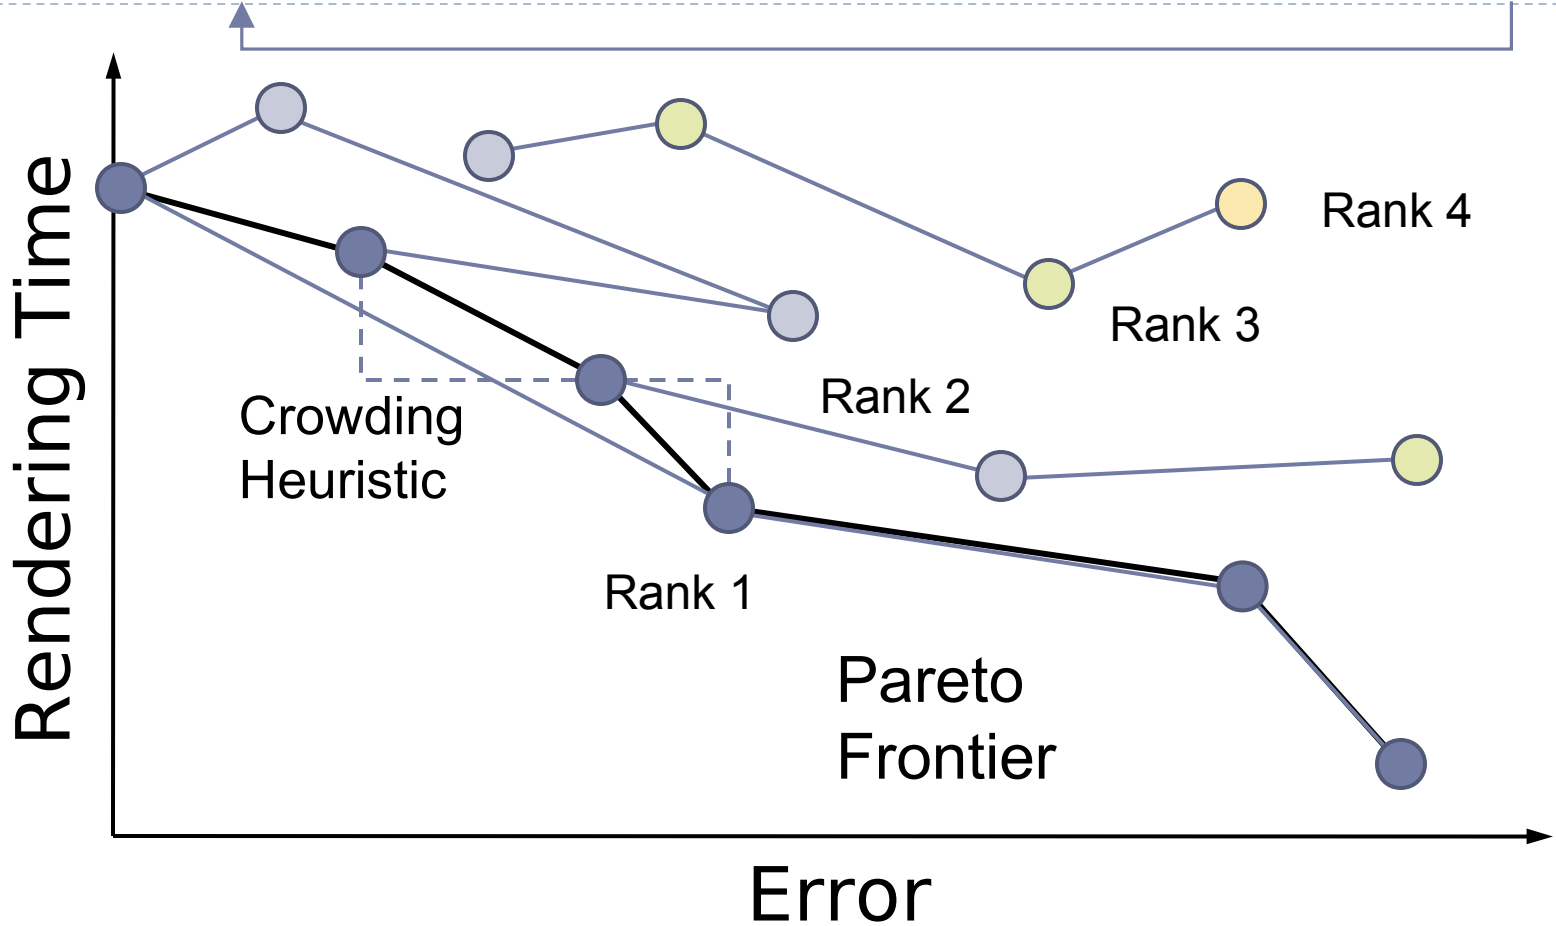 Rendering Time
Rank 4
Rank 3
Rank 2
Crowding
Heuristic
Rank 1
Pareto
Frontier
Error